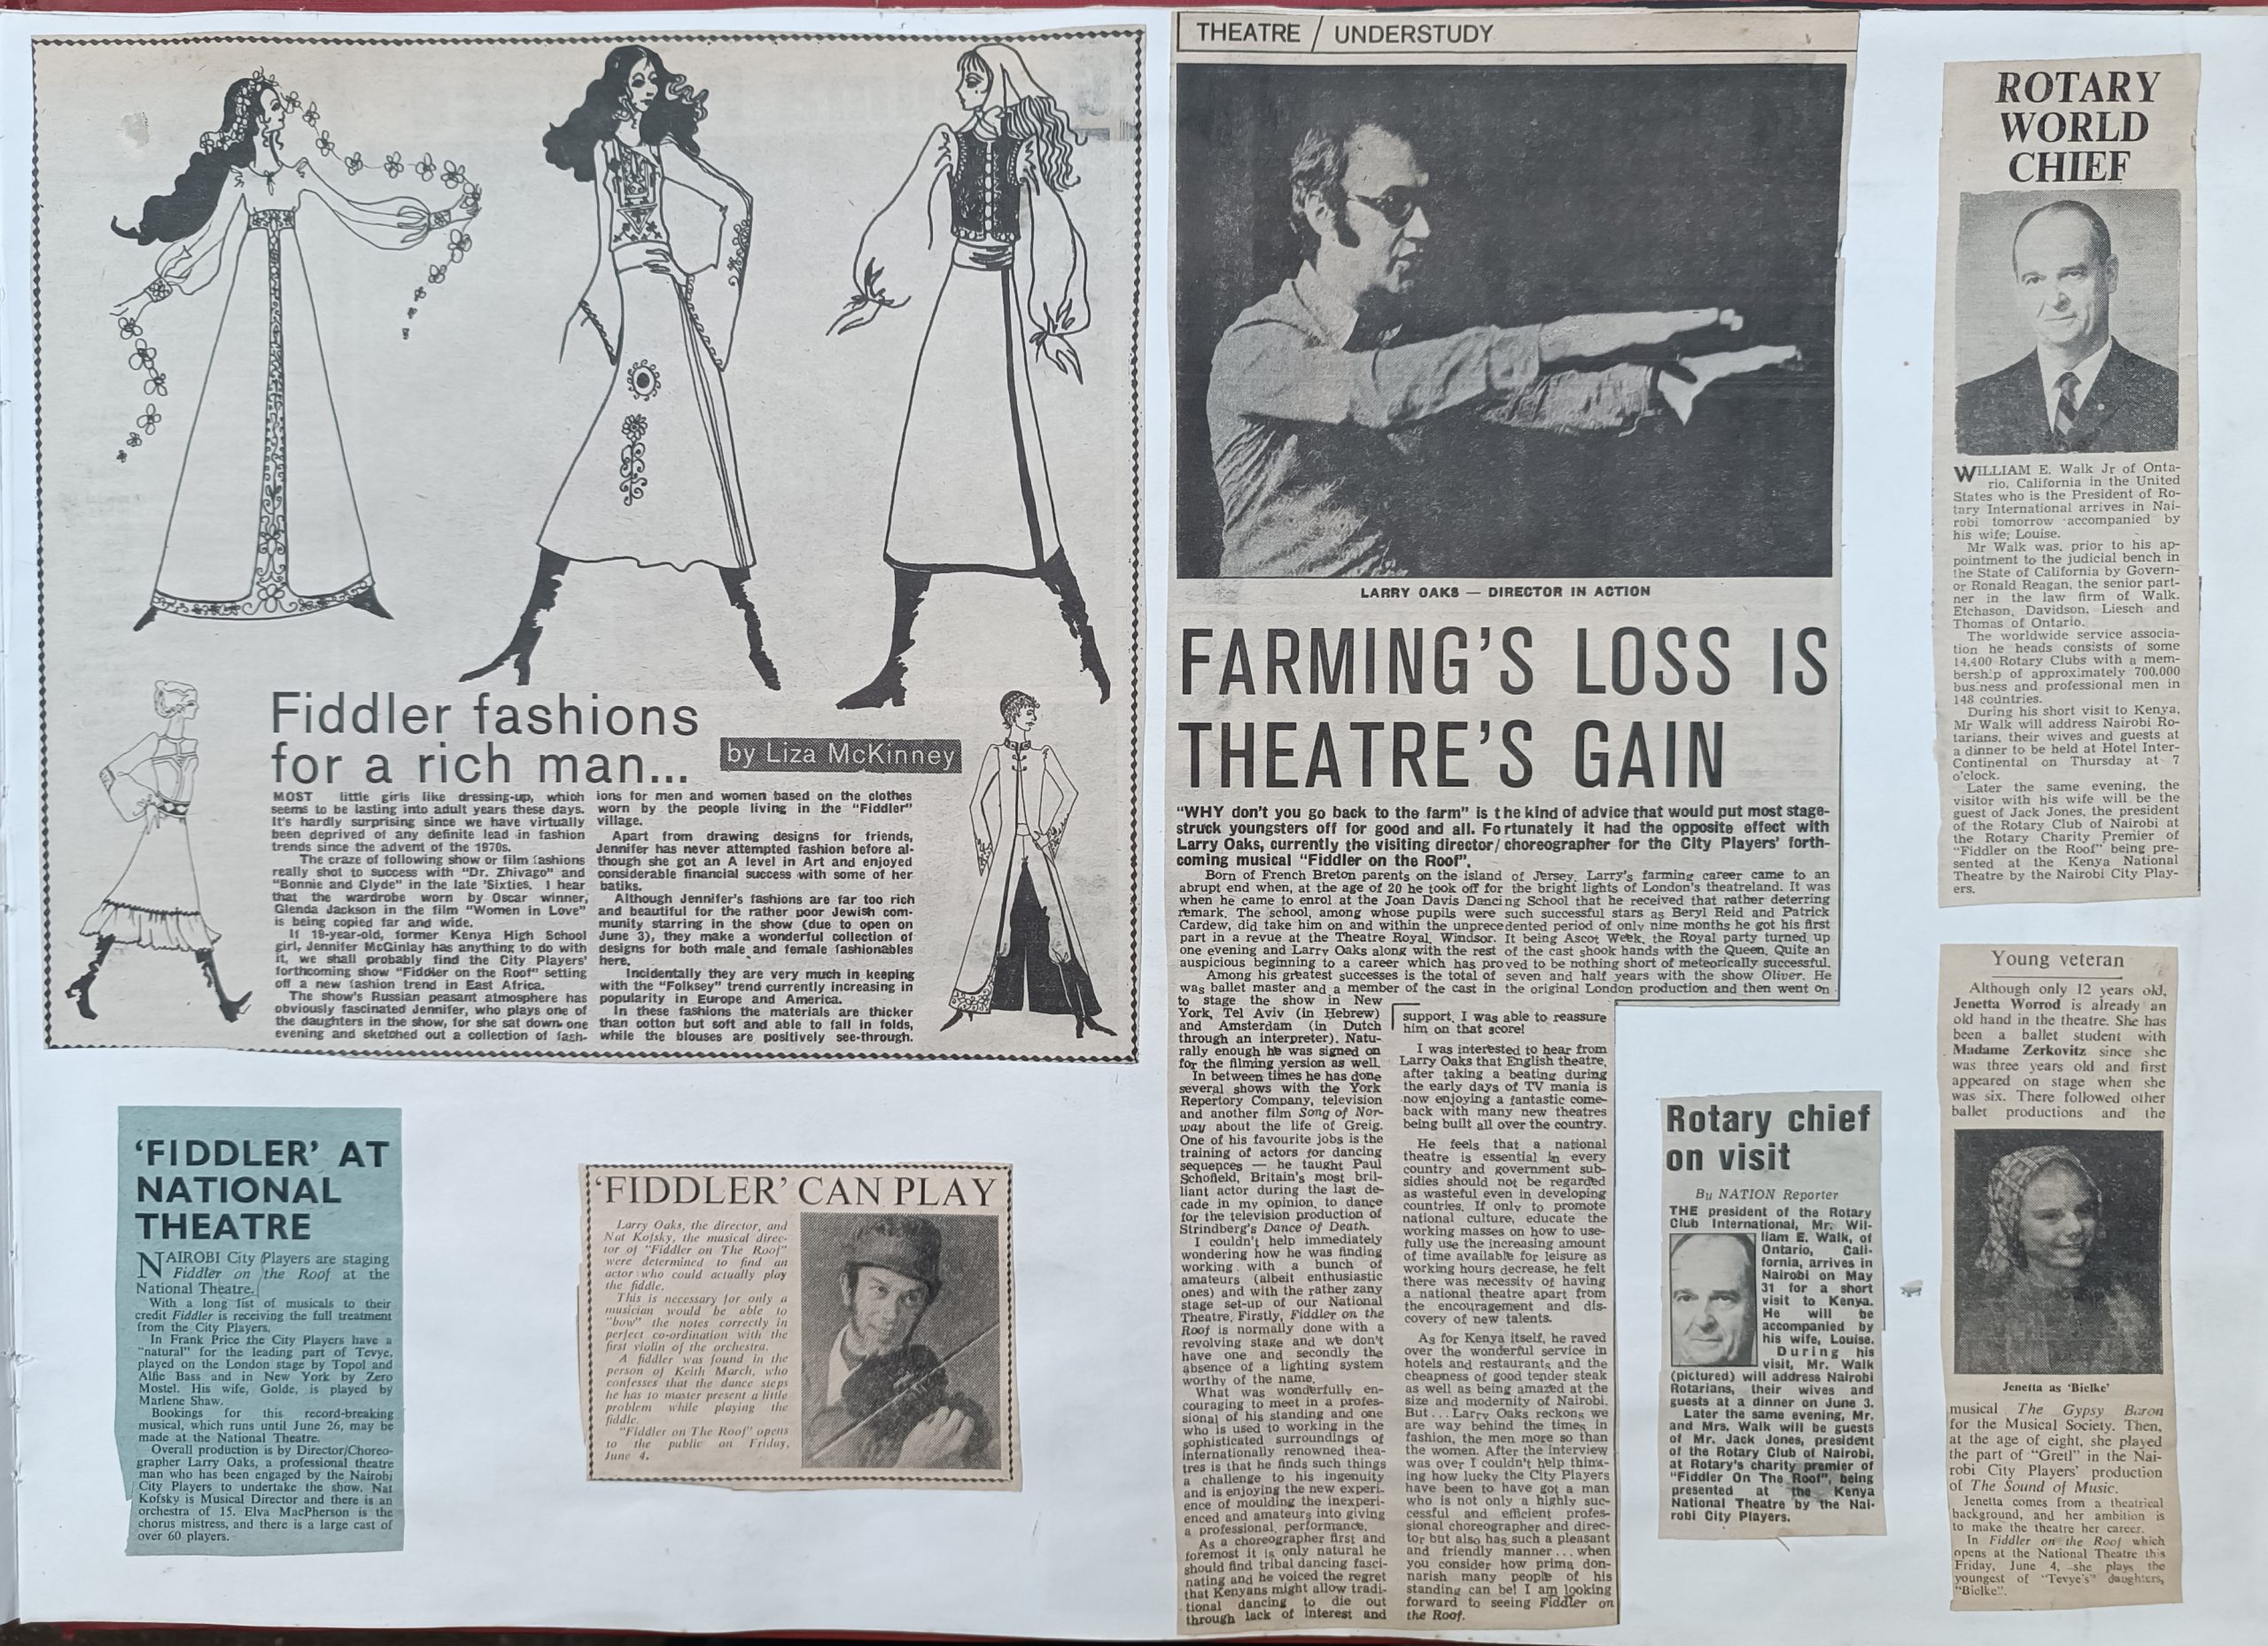 Fiddler fashions
for a rich man...
by Liza McKinney
MOST little girls like dressing-up, which
seems to be lasting into adult years these days.
It's hardly surprising since we have virtually
been deprived of any definite lead in fashion
trends since the advent of the 1970s.
The craze of following show or film fashions
really shot to success with "Dr. Zhivago" and
"Bonnie and Clyde" in the late 'Sixties. I hear
that the wardrobe worn by Oscar winner,
Glenda Jackson in the film "Women in Love"
is being copied far and wide.
If 19-year-old, former Kenya High School
girl, Jennifer McGinlay has anything to do with
it, we shall probably find the City Players'
forthcoming show "Fiddler on the Roof" setting
off a new fashion trend in East Africa.
The show's Russian peasant atmosphere has
obviously fascinated Jennifer, who plays one of
the daughters in the show, for she sat down one
evening and sketched out a collection of fash-
ions for men and women based on the clothes
worn by the people living in the "Fiddler"
village.
Apart from drawing designs for friends,
Jennifer has never attempted fashion before al-
though she got an A level in Art and enjoyed
considerable financial success with some of her
batiks.
Although Jennifer's fashions are far too rich
and beautiful for the rather poor Jewish com-
munity starring in the show (due to open on
June 3), they make a wonderful collection of
designs for both male and female fashionables
here.
Incidentally they are very much in keeping
with the "Folksey" trend currently increasing in
popularity in Europe and America.
In these fashions the materials are thicker
than cotton but soft and able to fall in folds,
while the blouses are positively see-through.
'FIDDLER' AT
NATIONAL
THEATRE
NAIROBI City Players are staging
Fiddler on the Roof at the
National Theatre.
With a long list of musicals to their
credit Fiddler is receiving the full treatment
from the City Players.
In Frank Price the City Players have a
"natural" for the leading part of Tevye,
played on the London stage by Topol and
Alfie Bass and in New York by Zero
Mostel. His wife, Golde, is played by
Marlene Shaw.
Bookings for this record-breaking
musical, which runs until June 26, may be
made at the National Theatre.
Overall production is by Director/Choreo-
grapher Larry Oaks, a professional theatre
man who has been engaged by the Nairobi
City Players to undertake the show. Nat
Kofsky is Musical Director and there is an
orchestra of 15. Elva MacPherson is the
chorus mistress, and there is a large cast of
over 60 players.
'FIDDLER' CAN PLAY
Larry Oaks, the director, and
Nat Kofsky, the musical direc-
tor of "Fiddler on The Roof"
were determined to find an
actor who could actually play
the fiddle.
This is necessary for only a
musician would be able to
"bow" the notes correctly in
perfect co-ordination with the
first violin of the orchestra.
A fiddler was found in the
person of Keith March, who
confesses that the dance steps
he has to master present a little
problem while playing the
fiddle.
"Fiddler on The Roof" opens
to the public on Friday,
June 4.
THEATRE / UNDERSTUDY
LARRY OAKS — DIRECTOR IN ACTION
FARMING'S LOSS IS
THEATRE'S GAIN
"WHY don't you go back to the farm" is the kind of advice that would put most stage-
struck youngsters off for good and all. Fortunately it had the opposite effect with
Larry Oaks, currently the visiting director/choreographer for the City Players' forth-
coming musical "Fiddler on the Roof".
Born of French Breton parents on the island of Jersey, Larry's farming career came to an
abrupt end when, at the age of 20 he took off for the bright lights of London's theatreland. It was
when he came to enrol at the Joan Davis Dancing School that he received that rather deterring
remark. The school, among whose pupils were such successful stars as Beryl Reid and Patrick
Cardew, did take him on and within the unprecedented period of only nine months he got his first
part in a revue at the Theatre Royal, Windsor. It being Ascot Week, the Royal party turned up
one evening and Larry Oaks along with the rest of the cast shook hands with the Queen. Quite an
auspicious beginning to a career which has proved to be nothing short of meteorically successful.
Among his greatest successes is the total of seven and half years with the show Oliver. He
was ballet master and a member of the cast in the original London production and then went on
to stage the show in New
York, Tel Aviv (in Hebrew)
and Amsterdam (in Dutch
through an interpreter). Natu-
rally enough he was signed on
for the filming version as well.
In between times he has done
several shows with the York
Repertory Company, television
and another film Song of Nor-
way about the life of Greig.
One of his favourite jobs is the
training of actors for dancing
sequences — he taught Paul
Schofield, Britain's most bril-
liant actor during the last de-
cade in my opinion, to dance
for the television production of
Strindberg's Dance of Death.
I couldn't help immediately
wondering how he was finding
working with a bunch of
amateurs (albeit enthusiastic
ones) and with the rather zany
stage set-up of our National
Theatre. Firstly, Fiddler on the
Roof is normally done with a
revolving stage and we don't
have one and secondly the
absence of a lighting system
worthy of the name.
What was wonderfully en-
couraging to meet in a profes-
sional of his standing and one
who is used to working in the
sophisticated surroundings of
internationally renowned thea-
tres is that he finds such things
a challenge to his ingenuity
and is enjoying the new experi-
ence of moulding the inexperi-
enced and amateurs into giving
a professional performance.
As a choreographer first and
foremost it is only natural he
should find tribal dancing fasci-
nating and he voiced the regret
that Kenyans might allow tradi-
tional dancing to die out
through lack of interest and
support. I was able to reassure
him on that score!
I was interested to hear from
Larry Oaks that English theatre,
after taking a beating during
the early days of TV mania is
now enjoying a fantastic come-
back with many new theatres
being built all over the country.
He feels that a national
theatre is essential in every
country and government sub-
sidies should not be regarded
as wasteful even in developing
countries. If only to promote
national culture, educate the
working masses on how to use-
fully use the increasing amount
of time available for leisure as
working hours decrease, he felt
there was necessity of having
a national theatre apart from
the encouragement and dis-
covery of new talents.
As for Kenya itself, he raved
over the wonderful service in
hotels and restaurants and the
cheapness of good tender steak
as well as being amazed at the
size and modernity of Nairobi.
But ... Larry Oaks reckons we
are way behind the times in
fashion, the men more so than
the women. After the interview
was over I couldn't help think-
ing how lucky the City Players
have been to have got a man
who is not only a highly suc-
cessful and efficient profes-
sional choreographer and direc-
tor but also has such a pleasant
and friendly manner ... when
you consider how prima don-
narish many people of his
standing can be! I am looking
forward to seeing Fiddler on
the Roof.
Rotary chief
on visit
By NATION Reporter
THE president of the Rotary
Club International, Mr. Wil-
liam E. Walk, of
Ontario, Cali-
fornia, arrives in
Nairobi on May
31 for a short
visit to Kenya.
He will be
accompanied by
his wife, Louise.
During his
visit, Mr. Walk
(pictured) will address Nairobi
Rotarians, their wives and
guests at a dinner on June 3.
Later the same evening, Mr.
and Mrs. Walk will be guests
of Mr. Jack Jones, president
of the Rotary Club of Nairobi,
at Rotary's charity premier of
"Fiddler On The Roof", being
presented at the Kenya
National Theatre by the Nai-
robi City Players.
ROTARY
WORLD
CHIEF
WILLIAM E. Walk Jr of Onta-
rio, California in the United
States who is the President of Ro-
tary International arrives in Nai-
robi tomorrow accompanied by
his wife, Louise.
Mr Walk was, prior to his ap-
pointment to the judicial bench in
the State of California by Govern-
or Ronald Reagan, the senior part-
ner in the law firm of Walk,
Etchason, Davidson, Liesch and
Thomas of Ontario.
The worldwide service associa-
tion he heads consists of some
14,400 Rotary Clubs with a mem-
bership of approximately 700,000
business and professional men in
148 countries.
During his short visit to Kenya,
Mr Walk will address Nairobi Ro-
tarians, their wives and guests at
a dinner to be held at Hotel Inter-
Continental on Thursday at 7
o'clock.
Later the same evening, the
visitor with his wife will be the
guest of Jack Jones, the president
of the Rotary Club of Nairobi at
the Rotary Charity Premier of
"Fiddler on the Roof" being pre-
sented at the Kenya National
Theatre by the Nairobi City Play-
ers.
Young veteran
Although only 12 years old,
Jenetta Worrod is already an
old hand in the theatre. She has
been a ballet student with
Madame Zerkovitz since she
was three years old and first
appeared on stage when she
was six. There followed other
ballet productions and the
Jenetta as 'Bielke'
musical The Gypsy Baron
for the Musical Society. Then,
at the age of eight, she played
the part of "Gretl" in the Nai-
robi City Players' production
of The Sound of Music.
Jenetta comes from a theatrical
background, and her ambition is
to make the theatre her career.
In Fiddler on the Roof which
opens at the National Theatre this
Friday, June 4, she plays the
youngest of "Tevye's" daughters,
"Bielke".